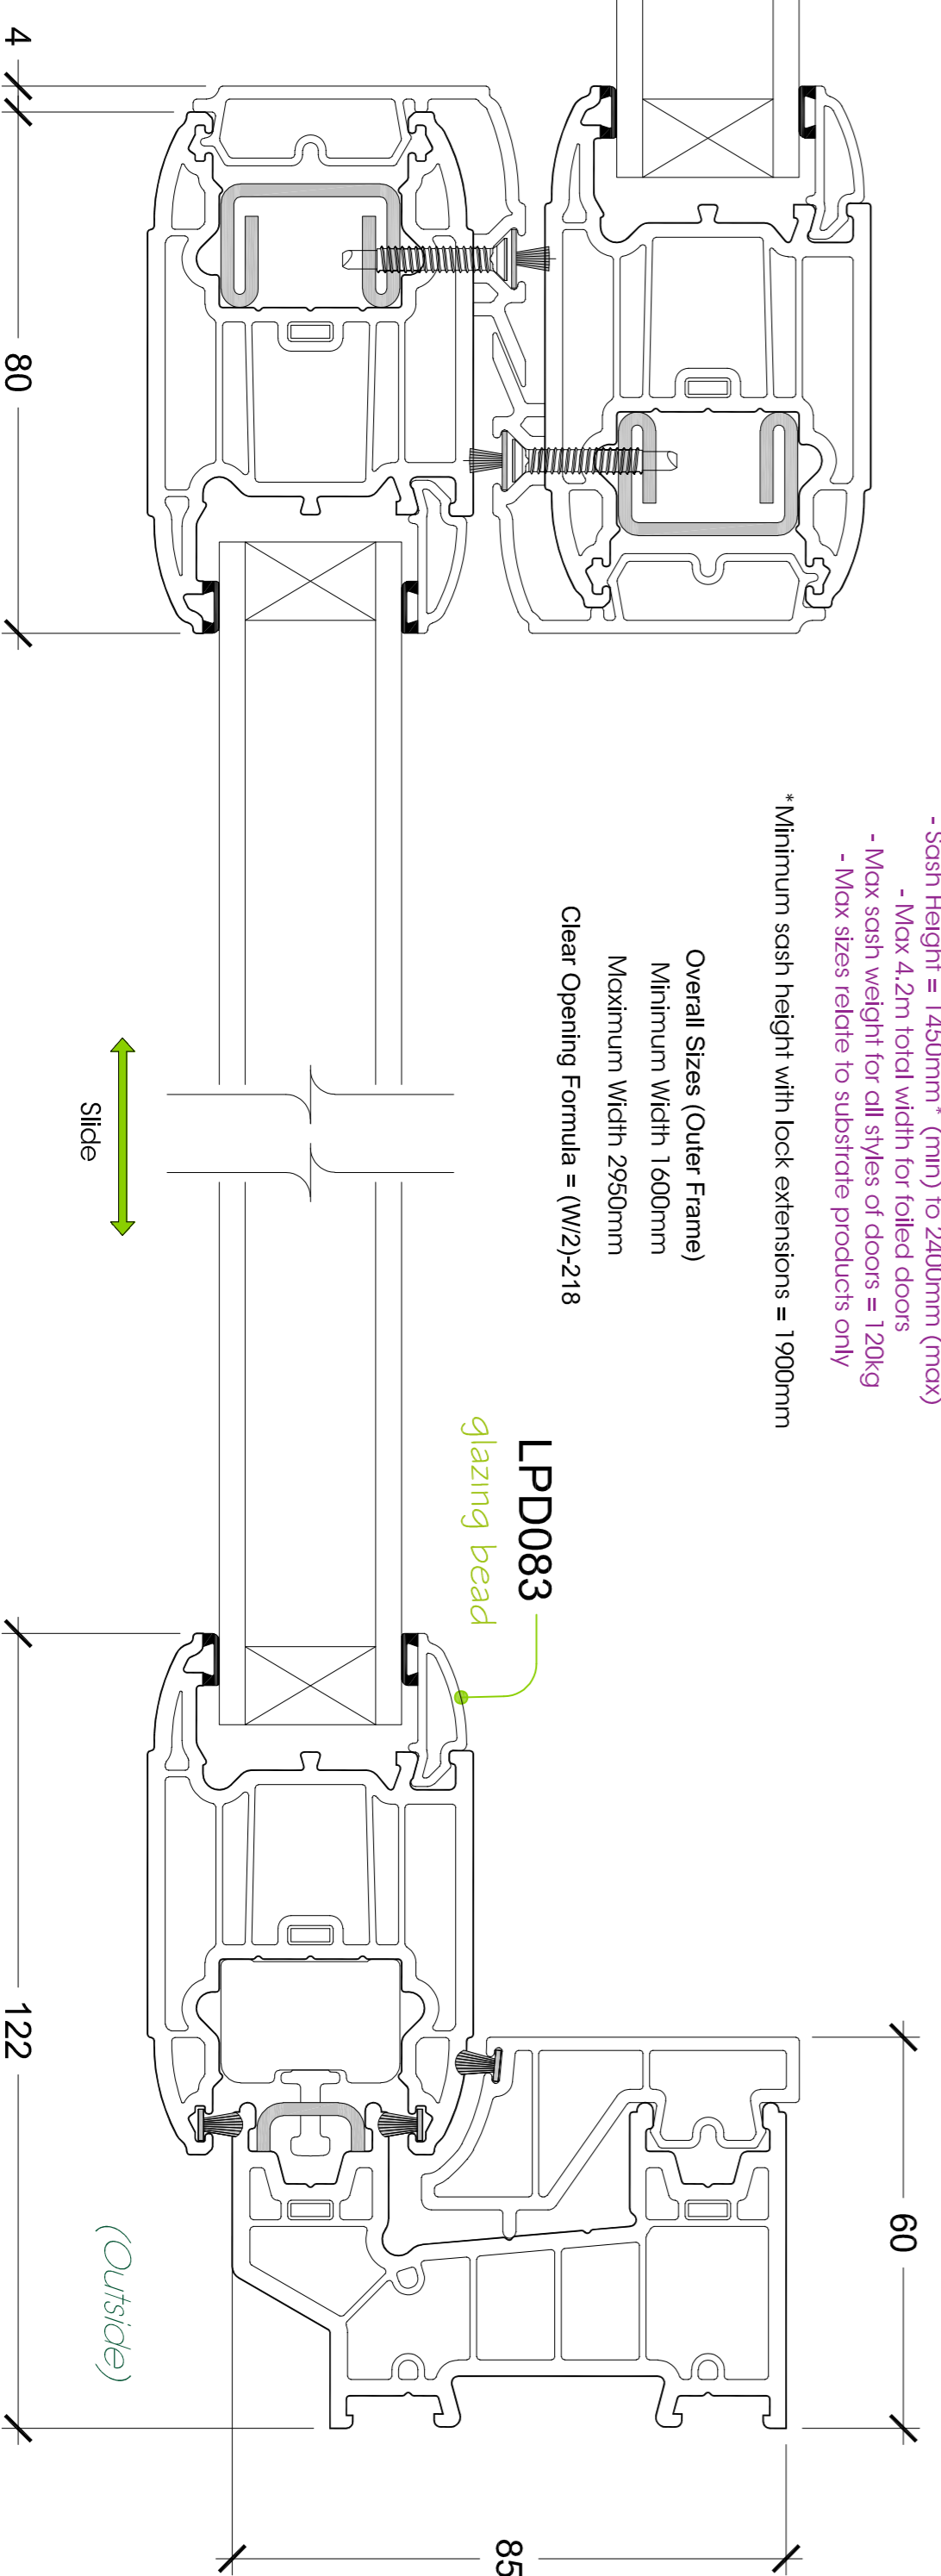 - Sash Height = 1450mm* (min) to 2400mm (max)
- Max 4.2m total width for foiled doors
- Max sash weight for all styles of doors = 120kg
- Max sizes relate to substrate products only
*Minimum sash height with lock extensions = 1900mm
Overall Sizes (Outer Frame)
Minimum Width 1600mm
Maximum Width 2950mm
Clear Opening Formula = (W/2)-218
LPD083
glazing bead
60
85
Slide
(Outside)
4
80
122